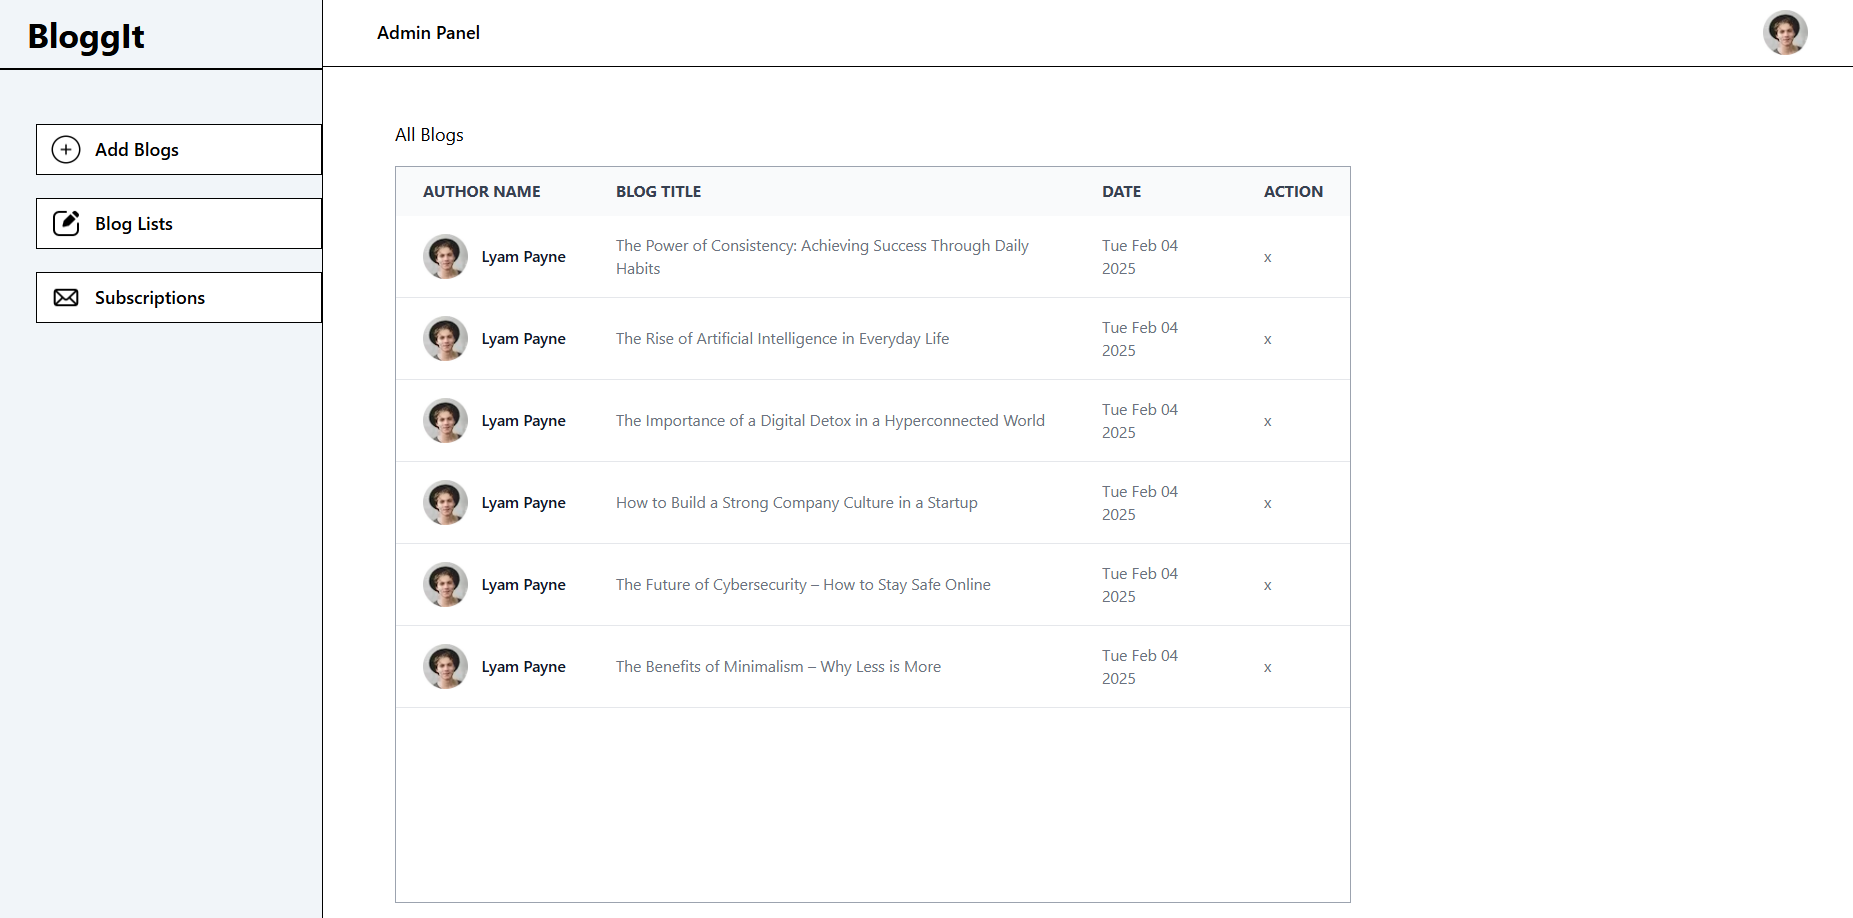 BloggIt
Admin Panel
Add Blogs
Blog Lists
Subscriptions
All Blogs
AUTHOR NAME BLOG TITLE DATE ACTION
Lyam Payne The Power of Consistency: Achieving Success Through Daily Tue Feb 04 x
Habits 2025
Lyam Payne The Rise of Artificial Intelligence in Everyday Life Tue Feb 04 x
2025
Lyam Payne The Importance of a Digital Detox in a Hyperconnected World Tue Feb 04 x
2025
Lyam Payne How to Build a Strong Company Culture in a Startup Tue Feb 04 x
2025
Lyam Payne The Future of Cybersecurity – How to Stay Safe Online Tue Feb 04 x
2025
Lyam Payne The Benefits of Minimalism – Why Less is More Tue Feb 04 x
2025